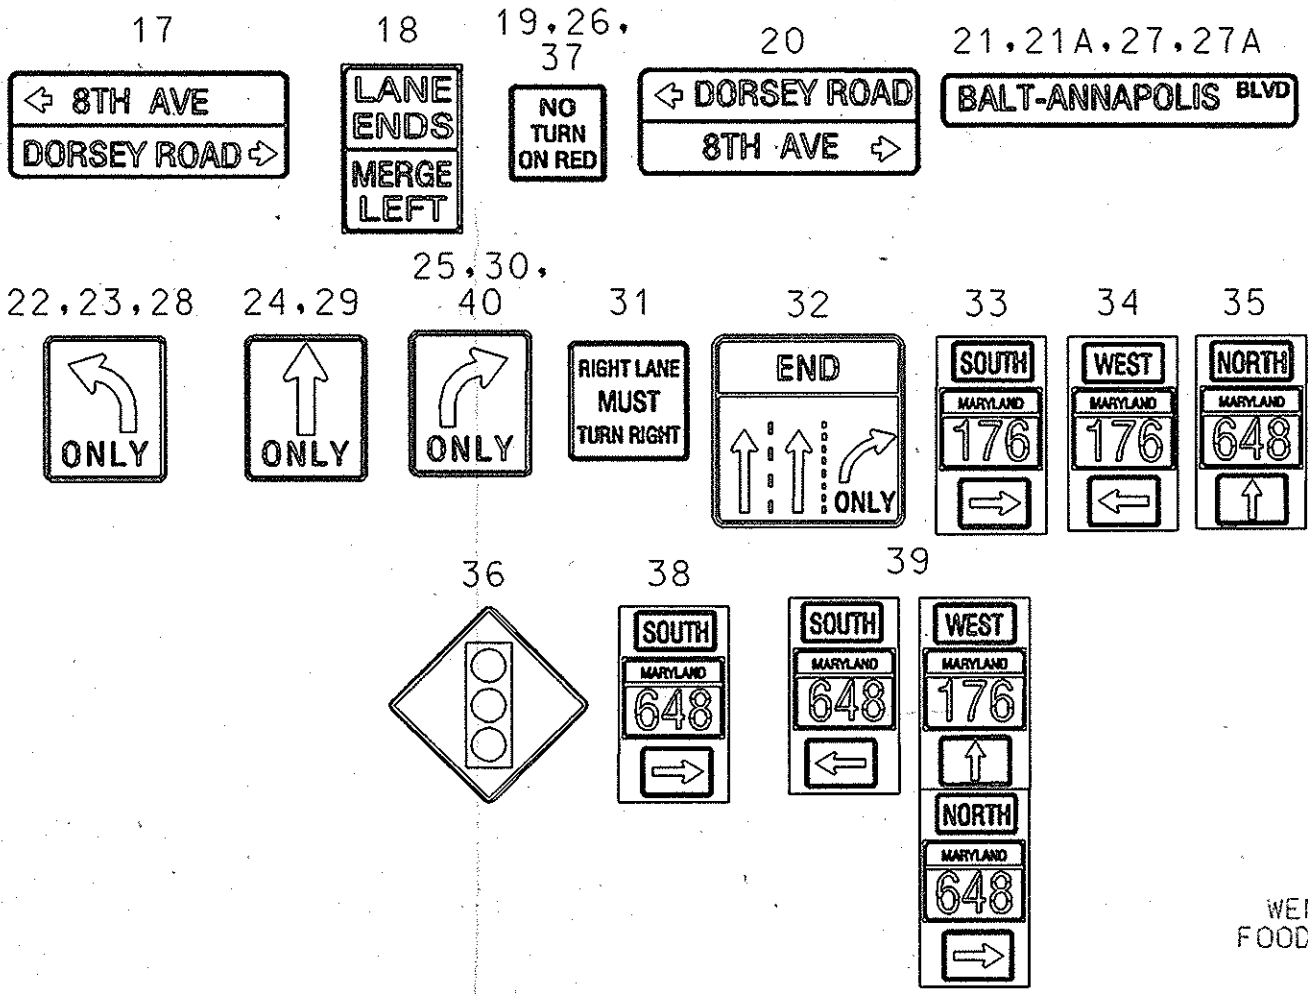 17
⇦ 8TH AVE
DORSEY ROAD ⇨
18
LANE
ENDS
MERGE
LEFT
19,26,
37
NO
TURN
ON RED
20
⇦ DORSEY ROAD
8TH AVE ⇨
21,21A,27,27A
BALT-ANNAPOLIS BLVD
22,23,28
ONLY
24,29
ONLY
25,30,
40
ONLY
31
RIGHT LANE
MUST
TURN RIGHT
32
END
ONLY
33
SOUTH
MARYLAND
176
34
WEST
MARYLAND
176
35
NORTH
MARYLAND
648
36
38
SOUTH
MARYLAND
648
39
SOUTH
MARYLAND
648
WEST
MARYLAND
176
NORTH
MARYLAND
648
FOOD